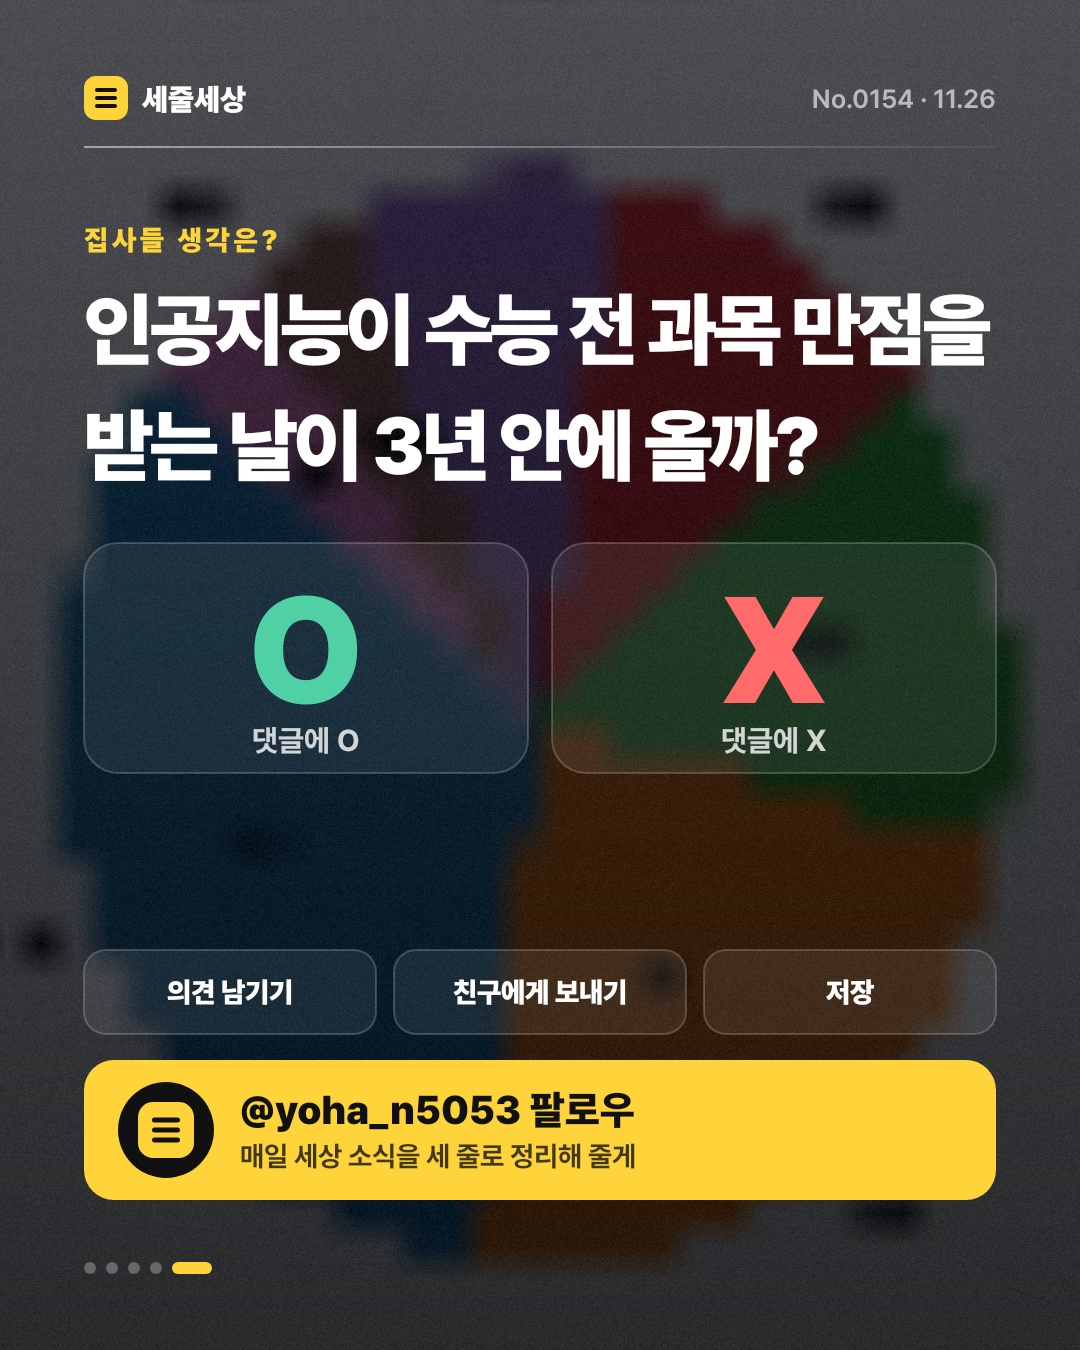 세줄세상
No.0154 · 11.26
집사들 생각은?
인공지능이 수능 전 과목 만점을
받는 날이 3년 안에 올까?
O
댓글에 O
X
댓글에 X
의견 남기기
친구에게 보내기
저장
@yoha_n5053 팔로우
매일 세상 소식을 세 줄로 정리해 줄게